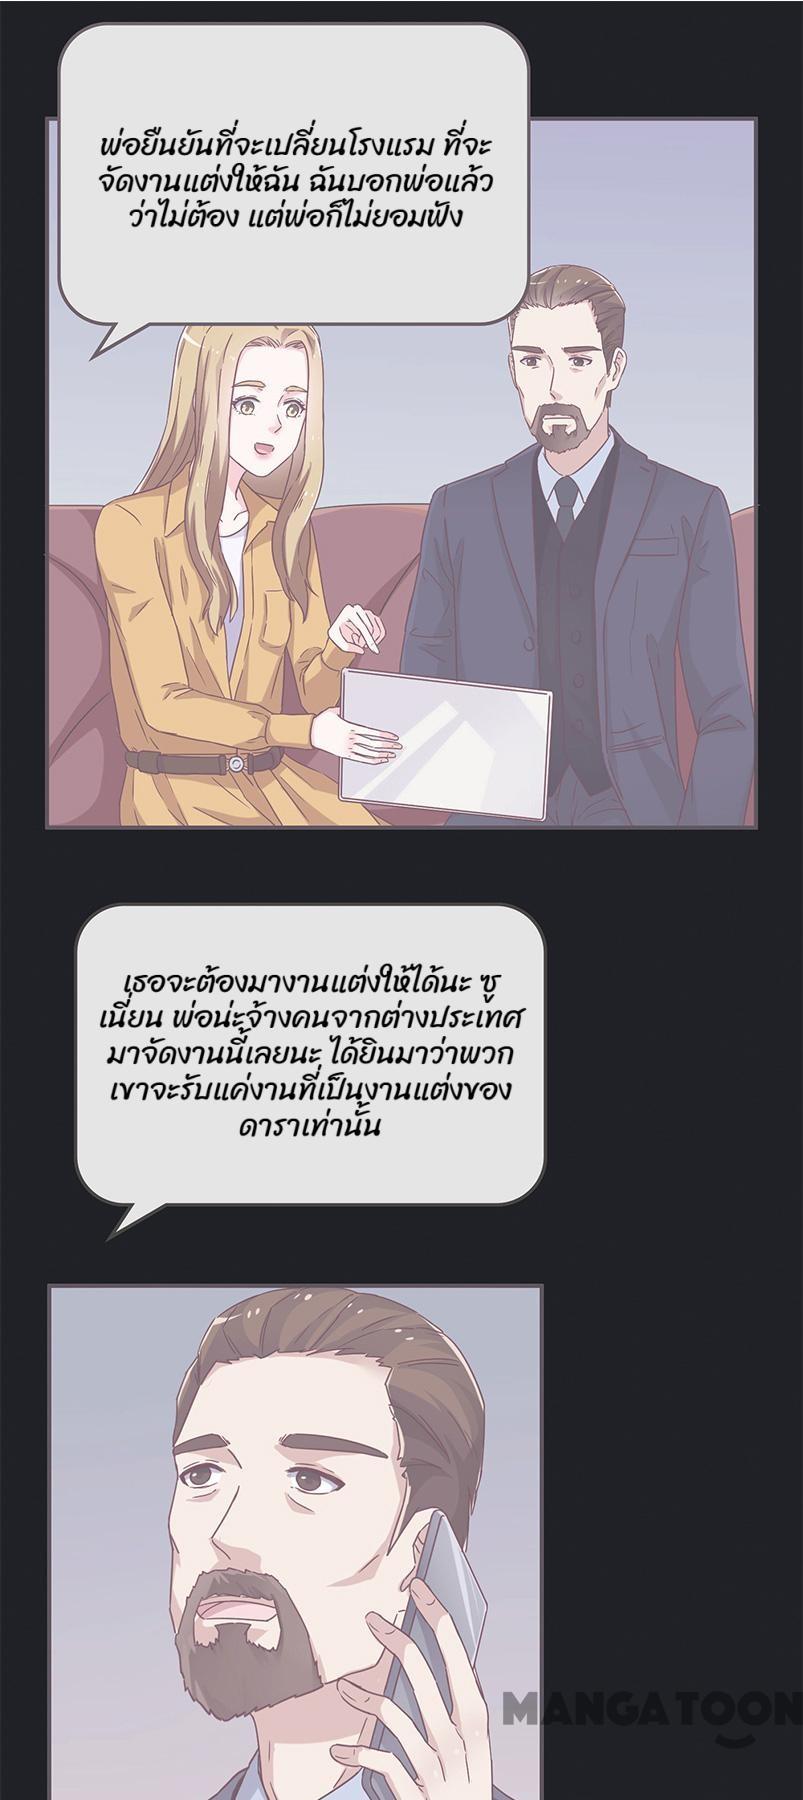 พ่อยืนยันที่จะเปลี่ยนโรงแรม ที่จะ
จัดงานแต่งให้ฉัน ฉันบอกพ่อแล้ว
ว่าไม่ต้อง แต่พ่อก็ไม่ยอมฟัง
เธอจะต้องมางานแต่งให้ได้นะ ซู
เนี่ยน พ่อน่ะจ้างคนจากต่างประเทศ
มาจัดงานนี้เลยนะ ได้ยินมาว่าพวก
เขาจะรับแค่งานที่เป็นงานแต่งของ
ดาราเท่านั้น
MANGATOON